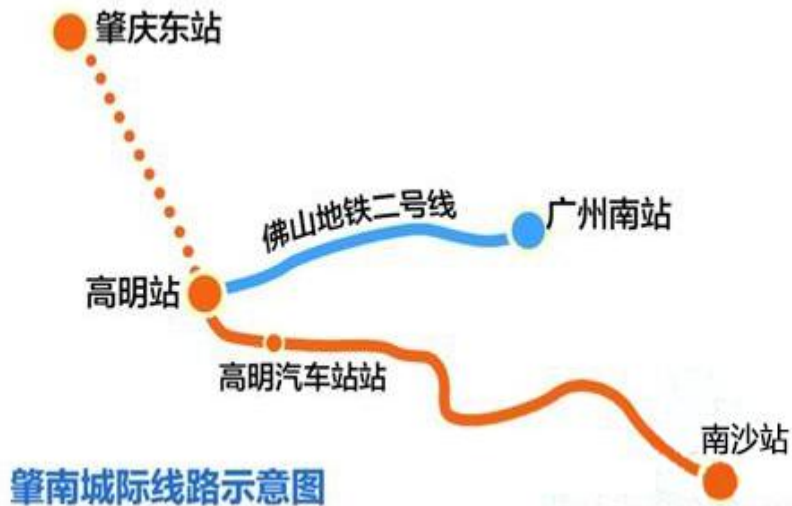 肇庆东站
佛山地铁二号线
广州南站
高明站
高明汽车站站
南沙站
肇南城际线路示意图